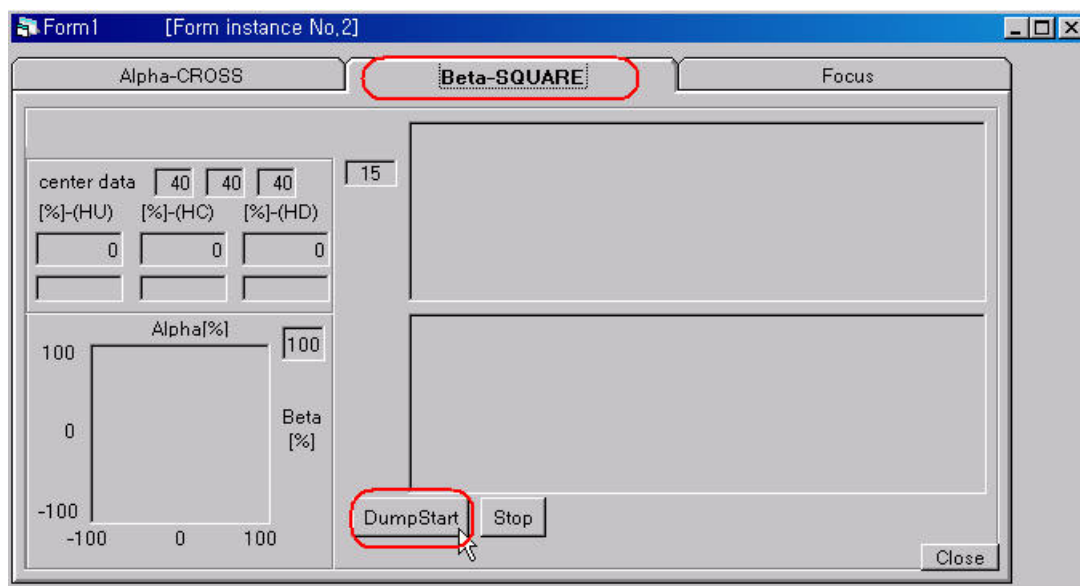 Form1 [Form instance No,2]
Alpha-CROSS Beta-SQUARE Focus
center data 40 40 40 15
[%]-(HU) [%]-(HC) [%]-(HD)
0 0 0
Alpha[%]
100 100
0 Beta
[%]
-100
-100 0 100
DumpStart Stop
Close